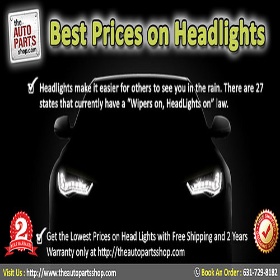 the
AUTO
PARTS
shop.com
Best Prices on Headlights
Headlights make it easier for others to see you in the rain. There are 27
states that currently have a "Wipers on, HeadLights on" law.
2
Get the Lowest Prices on Head Lights with Free Shipping and 2 Years
Warranty only at http://theautopartsshop.com
Visit Us : http://www.theautopartsshop.com
Book An Order : 631-729-8182